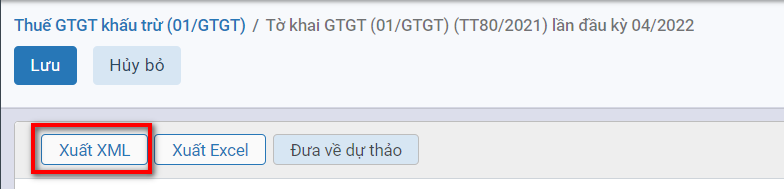 Thuế GTGT khấu trừ (01/GTGT) / Tờ khai GTGT (01/GTGT) (TT80/2021) lần đầu kỳ 04/2022
Lưu Hủy bỏ
Xuất XML Xuất Excel Đưa về dự thảo